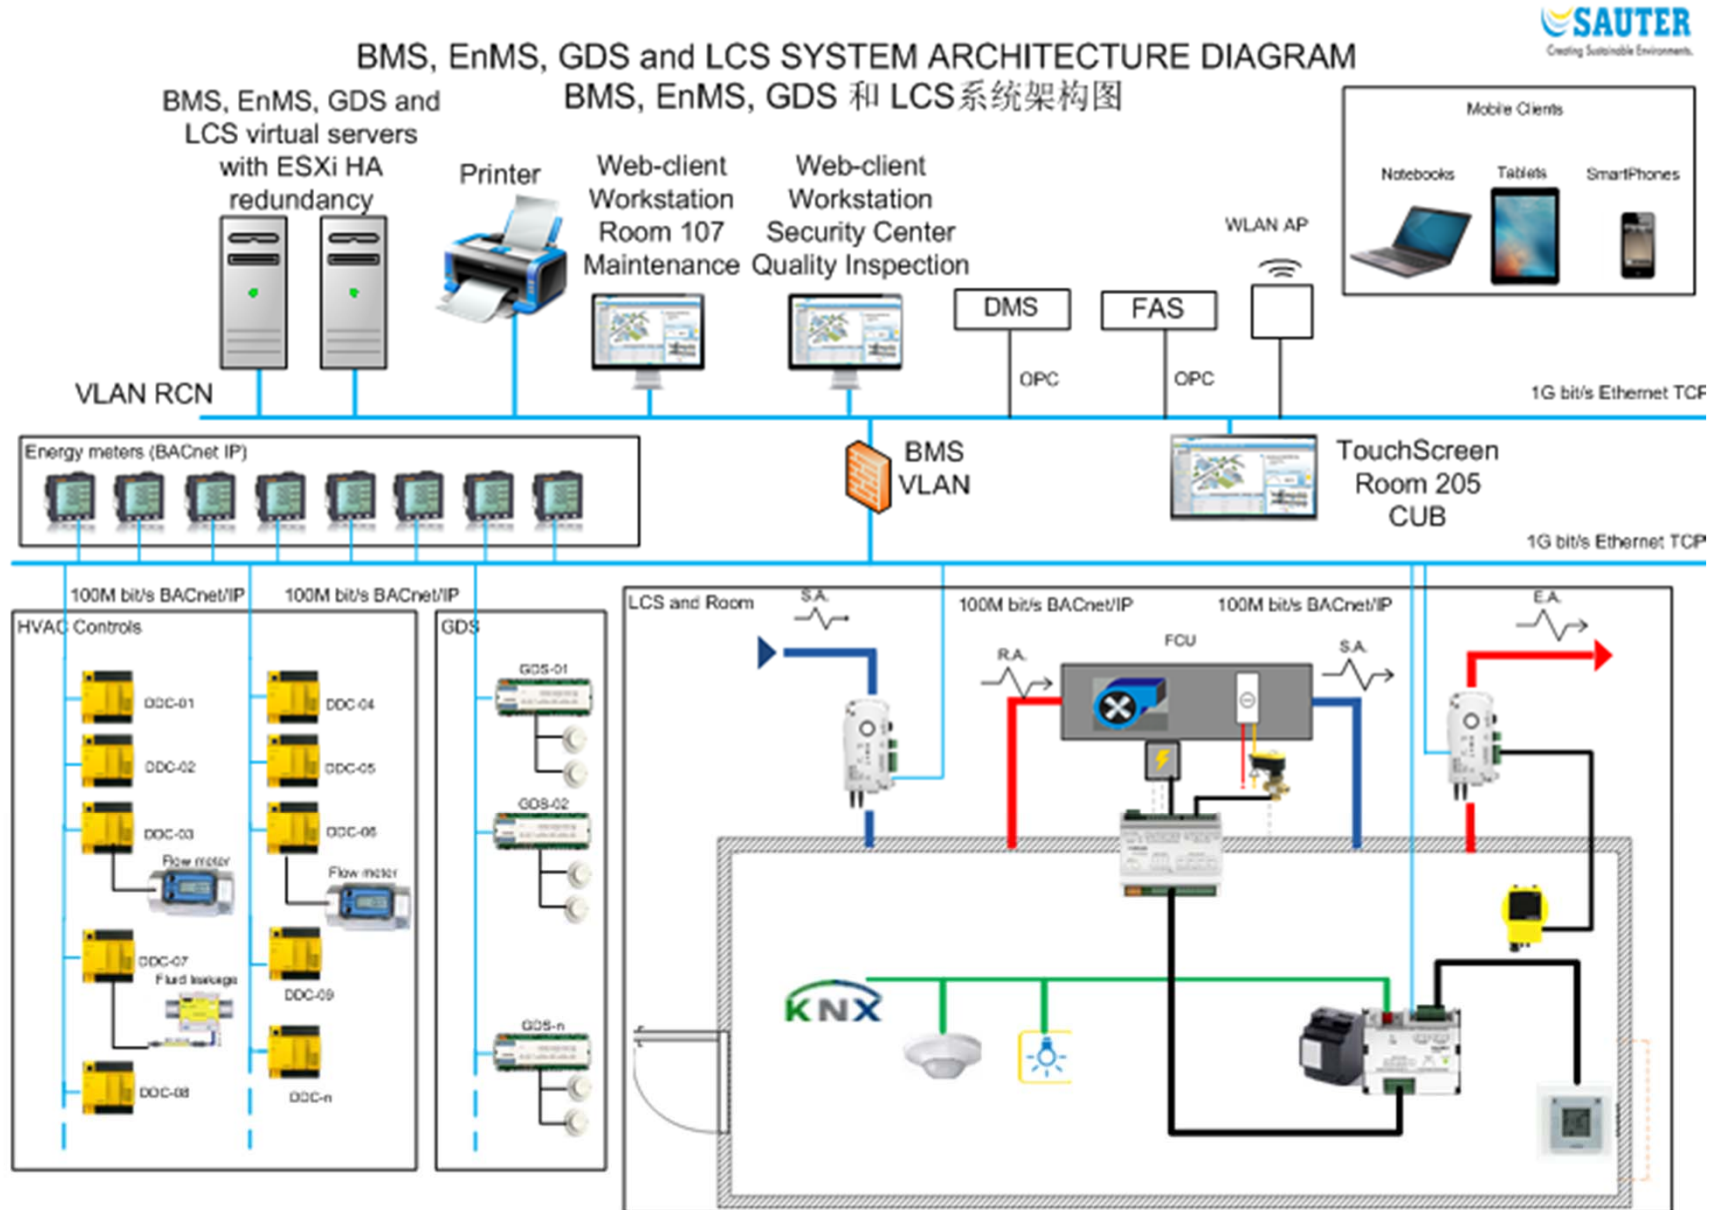 SAUTER
Creating Sustainable Environments.
BMS, EnMS, GDS and LCS SYSTEM ARCHITECTURE DIAGRAM
BMS, EnMS, GDS 和 LCS系统架构图
BMS, EnMS, GDS and
LCS virtual servers
with ESXi HA
redundancy
Printer
Web-client
Workstation
Room 107
Maintenance
Web-client
Workstation
Security Center
Quality Inspection
DMS
OPC
FAS
OPC
WLAN AP
Mobile Clients
Notebooks
Tablets
SmartPhones
VLAN RCN
1G bit/s Ethernet TCP
Energy meters (BACnet IP)
BMS
VLAN
TouchScreen
Room 205
CUB
1G bit/s Ethernet TCP
100M bit/s BACnet/IP
100M bit/s BACnet/IP
HVAC Controls
DDC-01
DDC-02
DDC-03
Flow meter
DDC-07
Fluid leakage
DDC-08
DDC-04
DDC-05
DDC-06
Flow meter
DDC-09
DDC-n
GDS
GDS-01
GDS-02
GDS-n
LCS and Room
S.A.
100M bit/s BACnet/IP
100M bit/s BACnet/IP
E.A.
R.A.
FCU
S.A.
KNX